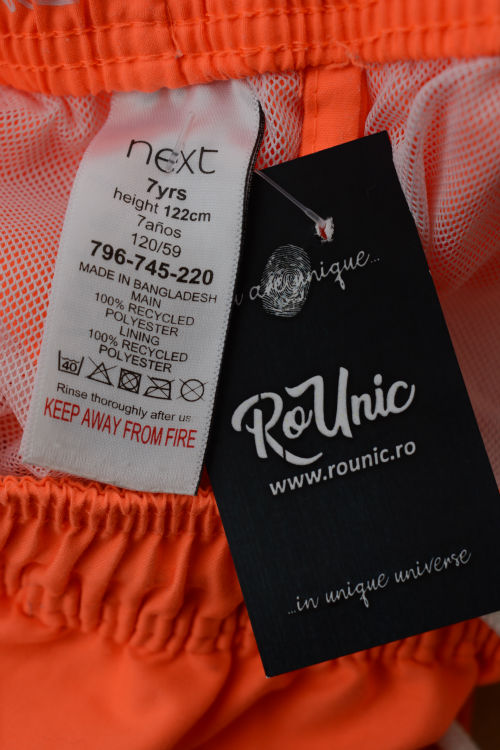 next
7yrs
height 122cm
7años
120/59
796-745-220
MADE IN BANGLADESH
MAIN
100% RECYCLED
POLYESTER
LINING
100% RECYCLED
POLYESTER
40
Rinse thoroughly after
KEEP AWAY FROM FIRE
unique...
RoUnic
www.rounic.ro
...in unique universe